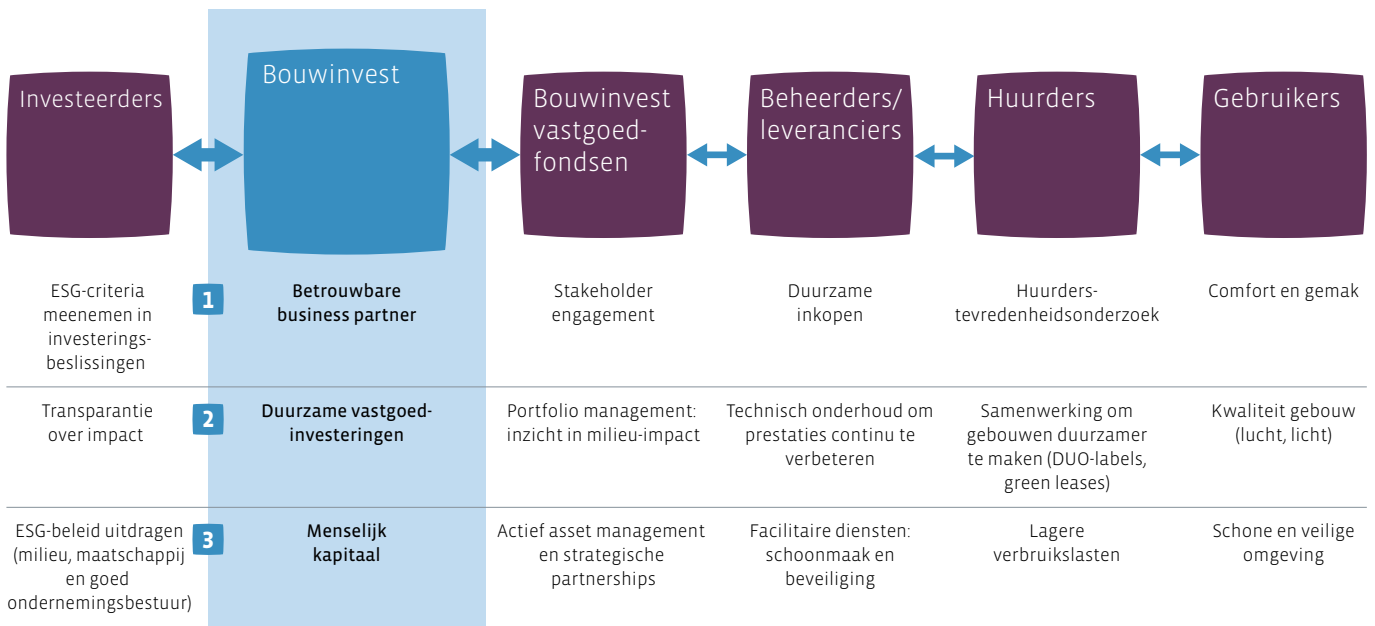 Investeerders
Bouwinvest
Bouwinvest
vastgoed-
fondsen
Beheerders/
leveranciers
Huurders
Gebruikers
ESG-criteria
meenemen in
investerings-
beslissingen
1
Betrouwbare
business partner
Stakeholder
engagement
Duurzame
inkopen
Huurders-
tevredenheidsonderzoek
Comfort en gemak
Transparantie
over impact
2
Duurzame vastgoed-
investeringen
Portfolio management:
inzicht in milieu-impact
Technisch onderhoud om
prestaties continu te
verbeteren
Samenwerking om
gebouwen duurzamer
te maken (DUO-labels,
green leases)
Kwaliteit gebouw
(lucht, licht)
ESG-beleid uitdragen
(milieu, maatschappij
en goed
ondernemingsbestuur)
3
Menselijk
kapitaal
Actief asset management
en strategische
partnerships
Facilitaire diensten:
schoonmaak en
beveiliging
Lagere
verbruikslasten
Schone en veilige
omgeving